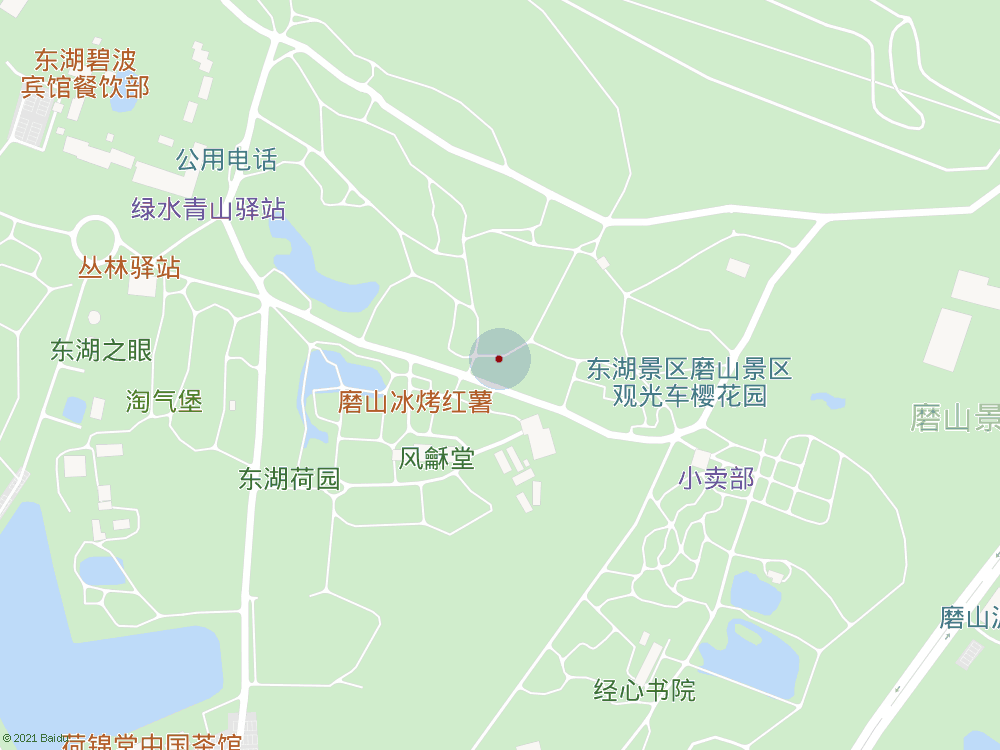 东湖碧波
宾馆餐饮部
公用电话
绿水青山驿站
丛林驿站
东湖之眼
淘气堡
磨山冰烤红薯
东湖景区磨山景区
观光车樱花园
磨山景
风龢堂
东湖荷园
小卖部
磨山
经心书院
荷锦堂中国茶馆
© 2021 Baidu